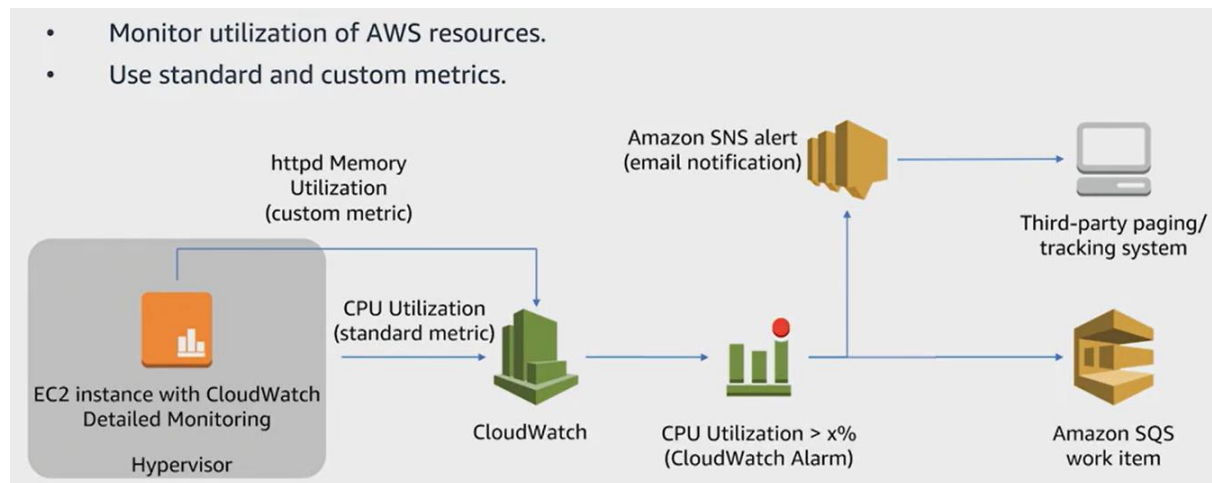 • Monitor utilization of AWS resources.
• Use standard and custom metrics.
httpd Memory
Utilization
(custom metric)
Amazon SNS alert
(email notification)
Third-party paging/
tracking system
CPU Utilization
(standard metric)
EC2 instance with CloudWatch
Detailed Monitoring
Hypervisor
CloudWatch
CPU Utilization > x%
(CloudWatch Alarm)
Amazon SQS
work item